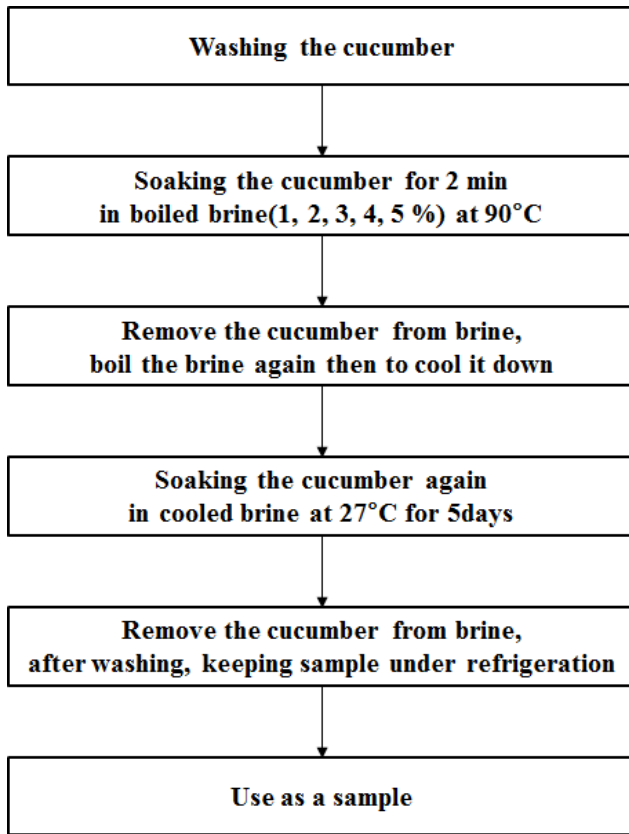 Washing the cucumber
Soaking the cucumber for 2 min
in boiled brine(1, 2, 3, 4, 5 %) at 90°C
Remove the cucumber from brine,
boil the brine again then to cool it down
Soaking the cucumber again
in cooled brine at 27°C for 5days
Remove the cucumber from brine,
after washing, keeping sample under refrigeration
Use as a sample